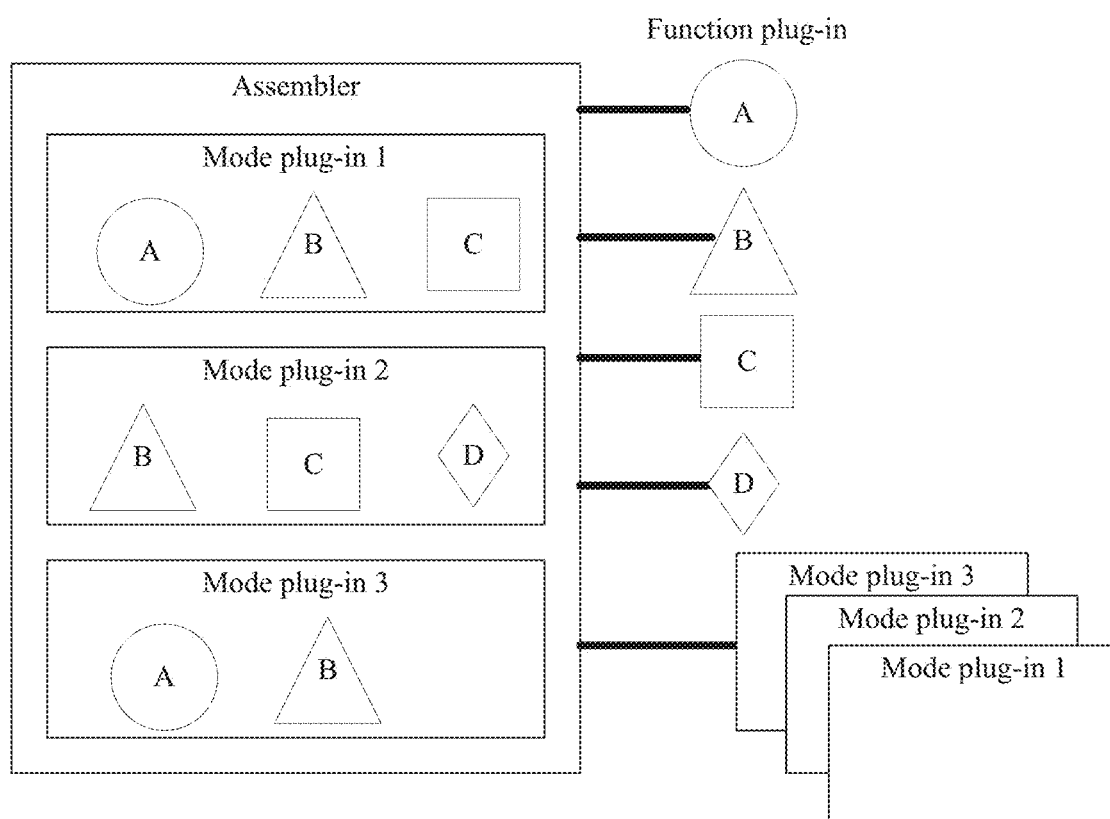 Function plug-in
Assembler
A
Mode plug-in 1
A
B
C
B
C
Mode plug-in 2
B
C
D
D
Mode plug-in 3
A
B
Mode plug-in 3
Mode plug-in 2
Mode plug-in 1